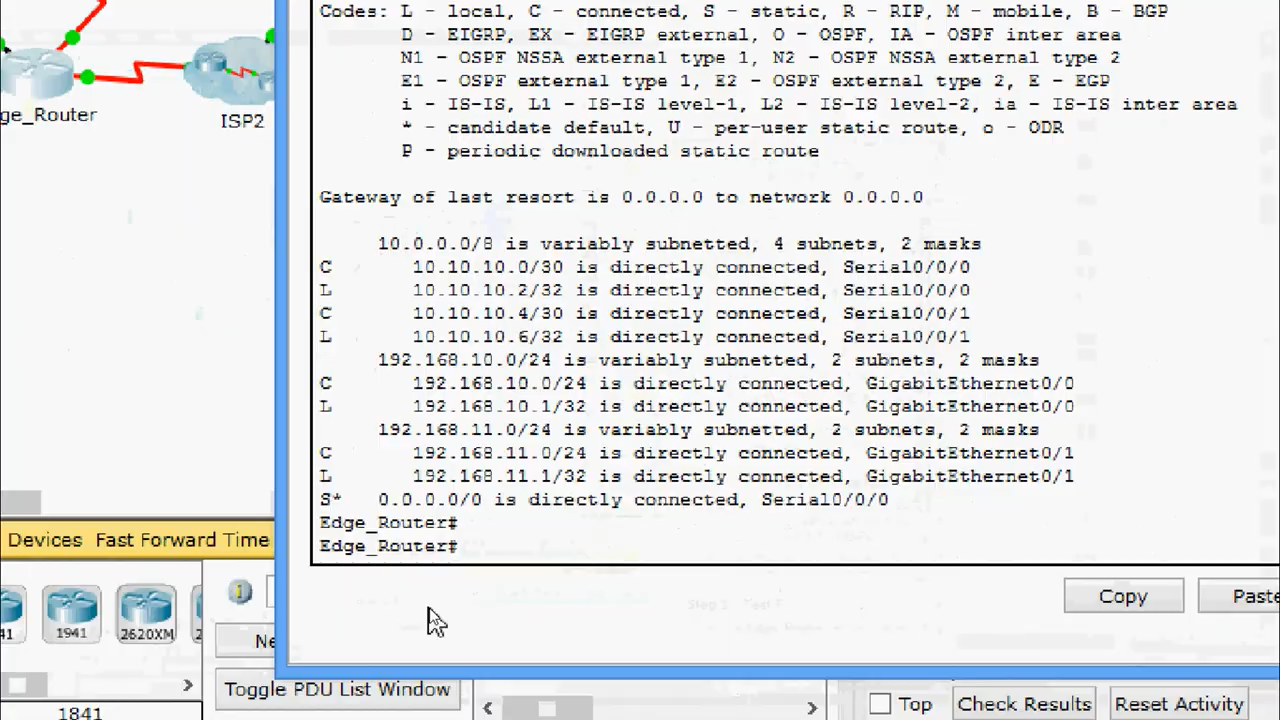 Codes: L - local, C - connected, S - static, R - RIP, M - mobile, B - BGP
D - EIGRP, EX - EIGRP external, O - OSPF, IA - OSPF inter area
N1 - OSPF NSSA external type 1, N2 - OSPF NSSA external type 2
E1 - OSPF external type 1, E2 - OSPF external type 2, E - EGP
i - IS-IS, L1 - IS-IS level-1, L2 - IS-IS level-2, ia - IS-IS inter area
* - candidate default, U - per-user static route, o - ODR
P - periodic downloaded static route
Gateway of last resort is 0.0.0.0 to network 0.0.0.0
10.0.0.0/8 is variably subnetted, 4 subnets, 2 masks
C 10.10.10.0/30 is directly connected, Serial0/0/0
L 10.10.10.2/32 is directly connected, Serial0/0/0
C 10.10.10.4/30 is directly connected, Serial0/0/1
L 10.10.10.6/32 is directly connected, Serial0/0/1
192.168.10.0/24 is variably subnetted, 2 subnets, 2 masks
C 192.168.10.0/24 is directly connected, GigabitEthernet0/0
L 192.168.10.1/32 is directly connected, GigabitEthernet0/0
192.168.11.0/24 is variably subnetted, 2 subnets, 2 masks
C 192.168.11.0/24 is directly connected, GigabitEthernet0/1
L 192.168.11.1/32 is directly connected, GigabitEthernet0/1
S* 0.0.0.0/0 is directly connected, Serial0/0/0
Edge_Router#
Edge_Router#
ge_Router
ISP2
Devices Fast Forward Time
41 1941 2620XM 2
1841
Ne
Toggle PDU List Window
Copy
Paste
Top
Check Results
Reset Activity